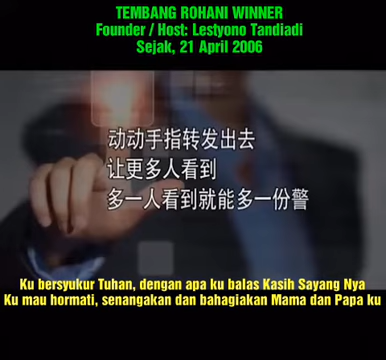 TEMBANG ROHANI WINNER
Founder / Host: Lestyono Tandiadi
Sejak, 21 April 2006
动动手指转发出去
让更多人看到
多一人看到就能多一份警
Ku bersyukur Tuhan, dengan apa ku balas Kasih Sayang Nya
Ku mau hormati, senangakan dan bahagiakan Mama dan Papa ku